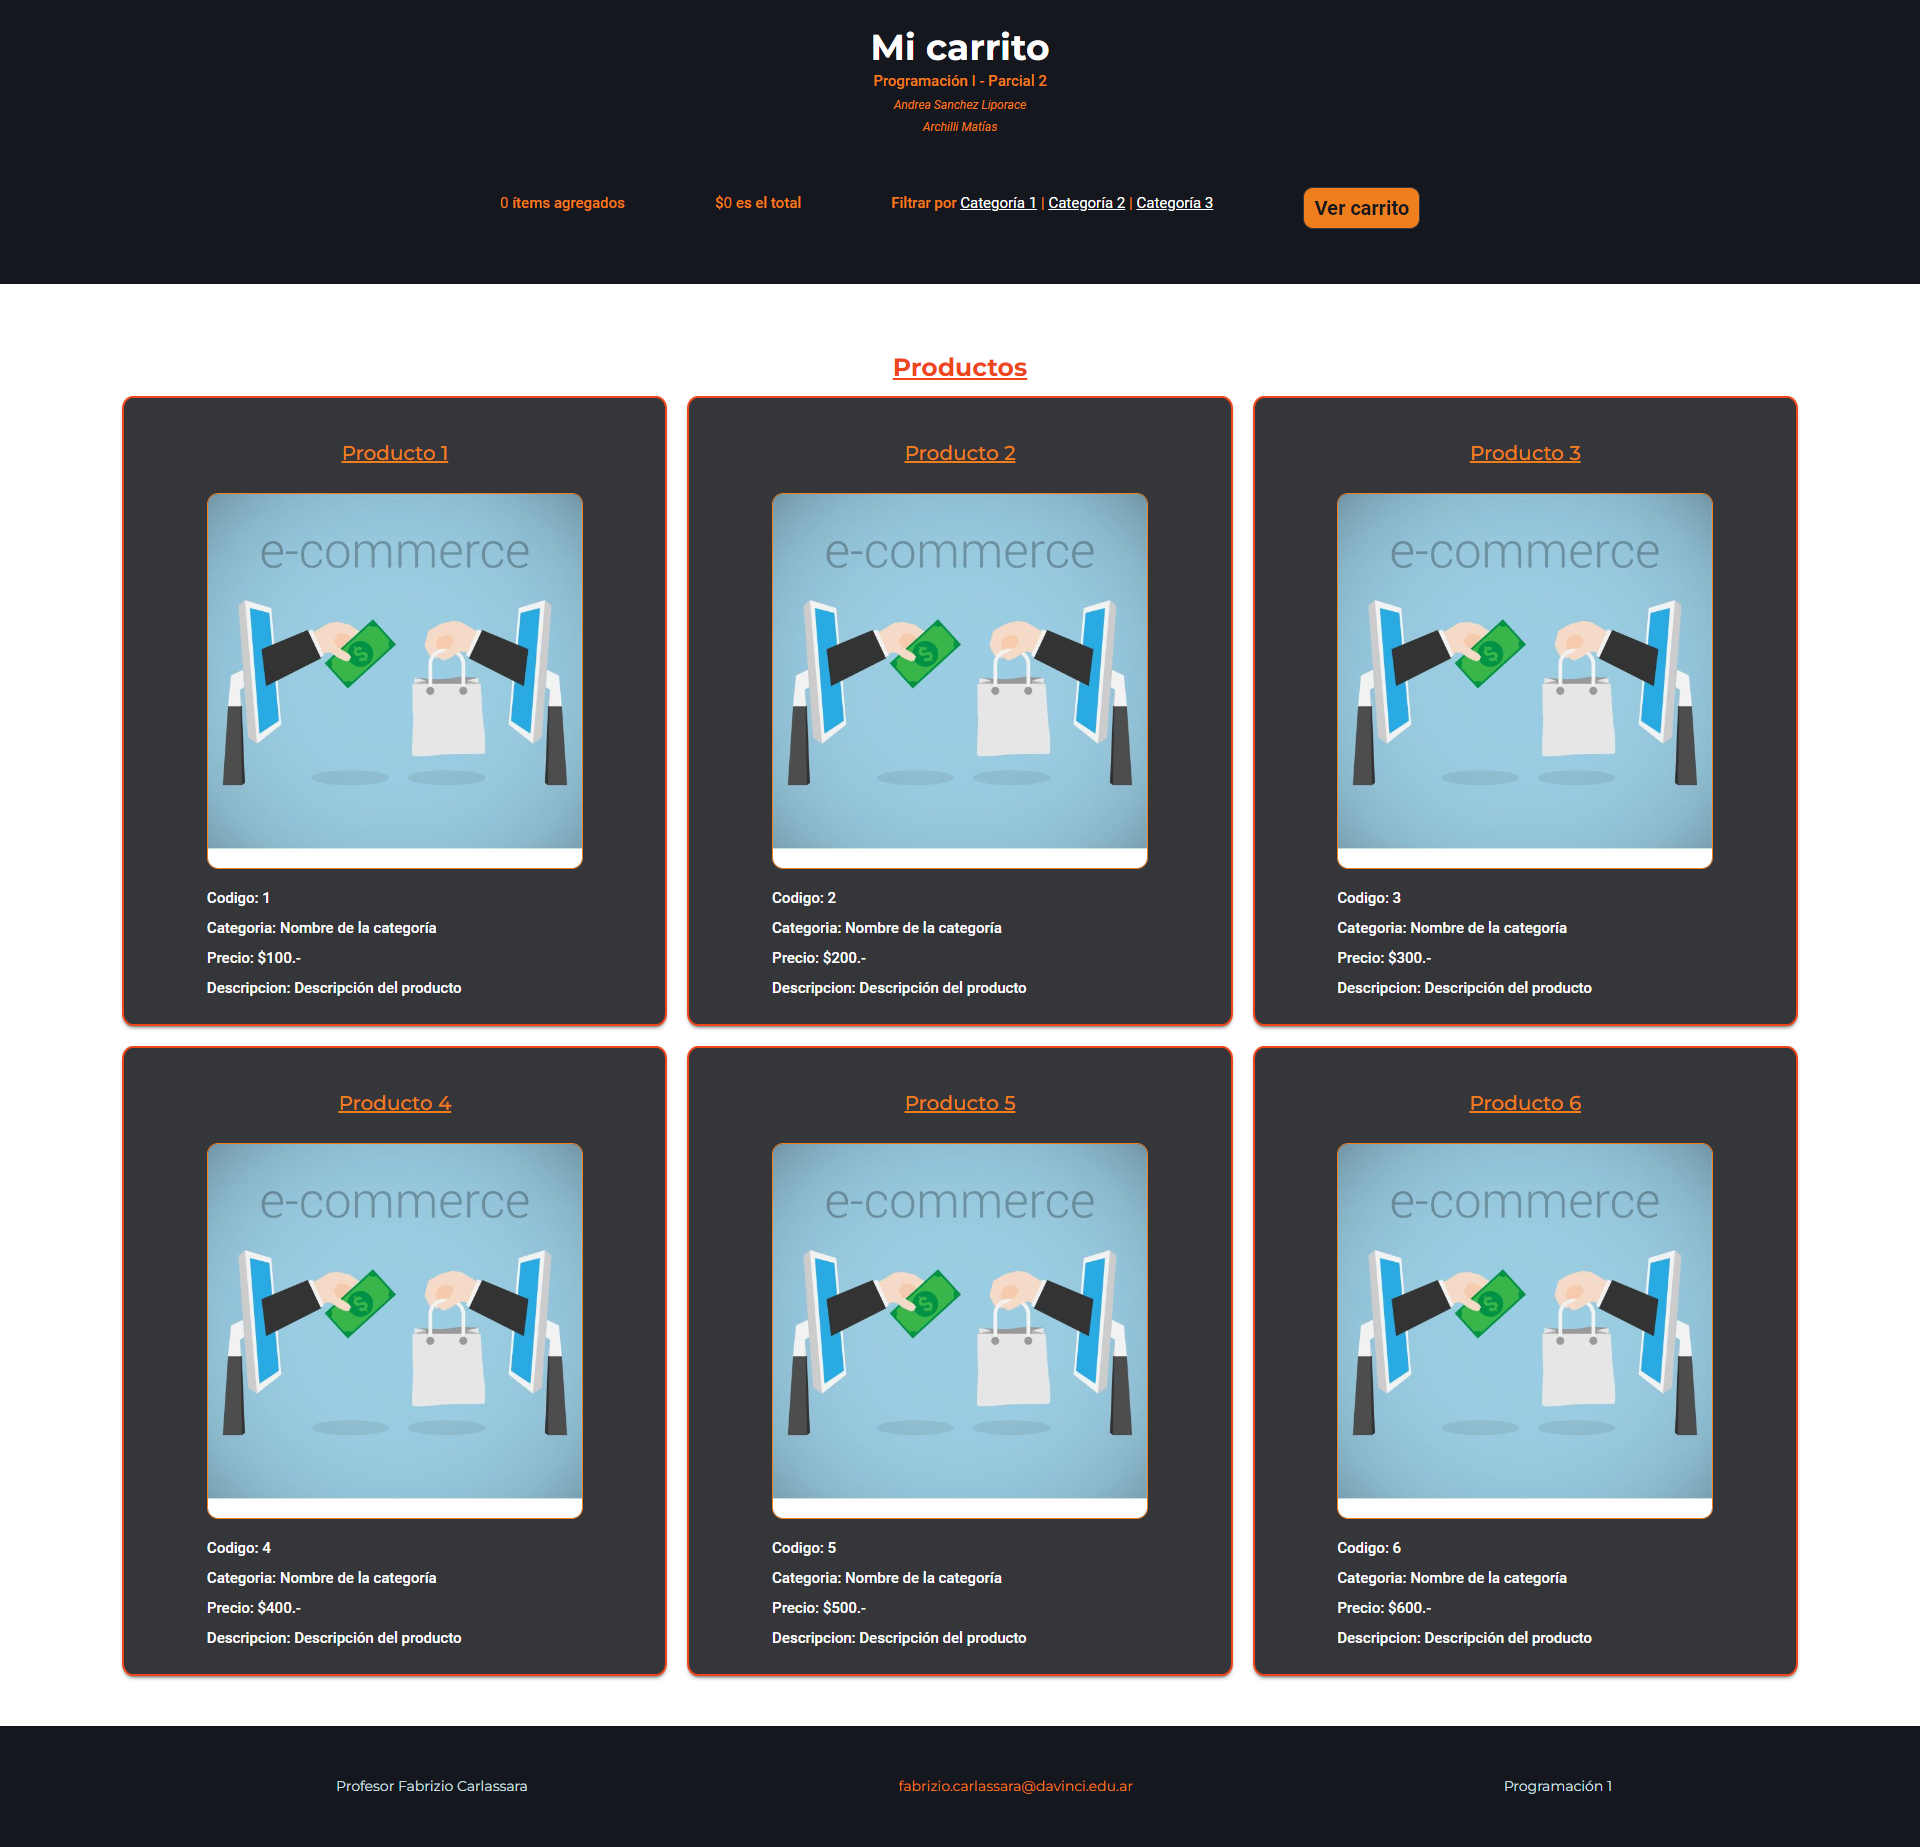 Mi carrito
Programación I - Parcial 2
Andrea Sanchez Liporace
Archilli Matías
0 ítems agregados
$0 es el total
Filtrar por Categoría 1 | Categoría 2 | Categoría 3
Ver carrito
Productos
Producto 1
e-commerce
Codigo: 1
Categoria: Nombre de la categoría
Precio: $100.-
Descripcion: Descripción del producto
Producto 2
e-commerce
Codigo: 2
Categoria: Nombre de la categoría
Precio: $200.-
Descripcion: Descripción del producto
Producto 3
e-commerce
Codigo: 3
Categoria: Nombre de la categoría
Precio: $300.-
Descripcion: Descripción del producto
Producto 4
e-commerce
Codigo: 4
Categoria: Nombre de la categoría
Precio: $400.-
Descripcion: Descripción del producto
Producto 5
e-commerce
Codigo: 5
Categoria: Nombre de la categoría
Precio: $500.-
Descripcion: Descripción del producto
Producto 6
e-commerce
Codigo: 6
Categoria: Nombre de la categoría
Precio: $600.-
Descripcion: Descripción del producto
Profesor Fabrizio Carlassara
fabrizio.carlassara@davinci.edu.ar
Programación 1